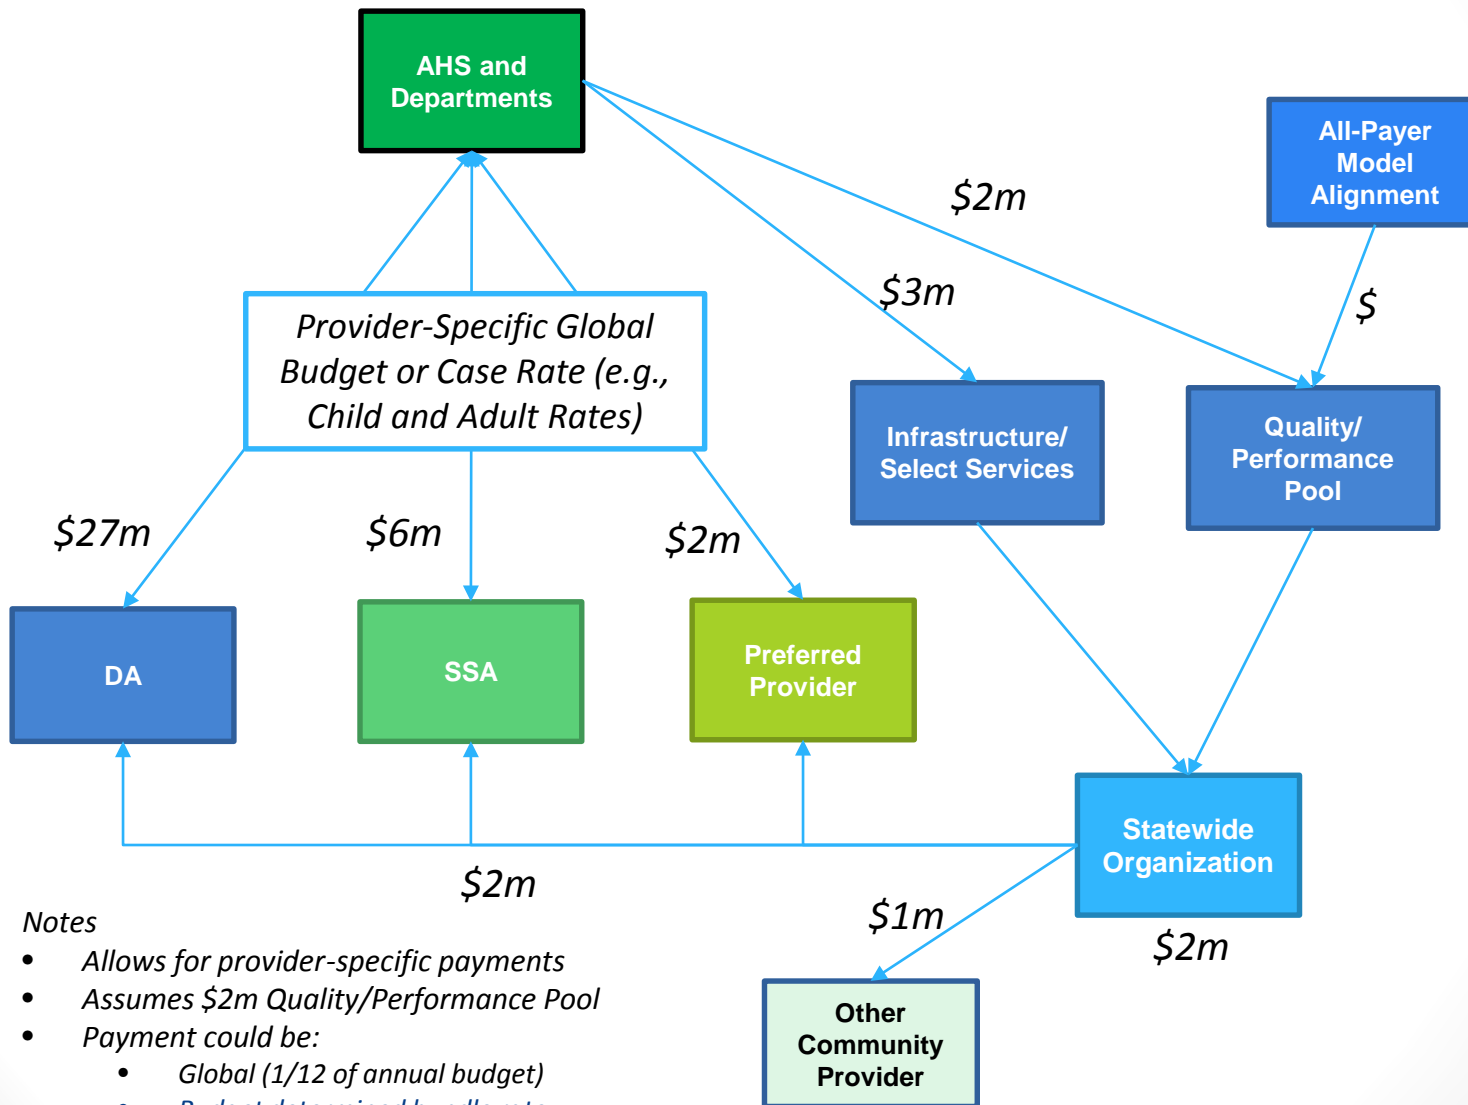 AHS and
Departments
All-Payer
Model
Alignment
$2m
$3m
$
Provider-Specific Global
Budget or Case Rate (e.g.,
Child and Adult Rates)
Infrastructure/
Select Services
Quality/
Performance
Pool
$27m
$6m
$2m
DA
SSA
Preferred
Provider
Statewide
Organization
$2m
$1m
$2m
Notes
• Allows for provider-specific payments
• Assumes $2m Quality/Performance Pool
• Payment could be:
• Global (1/12 of annual budget)
Other
Community
Provider